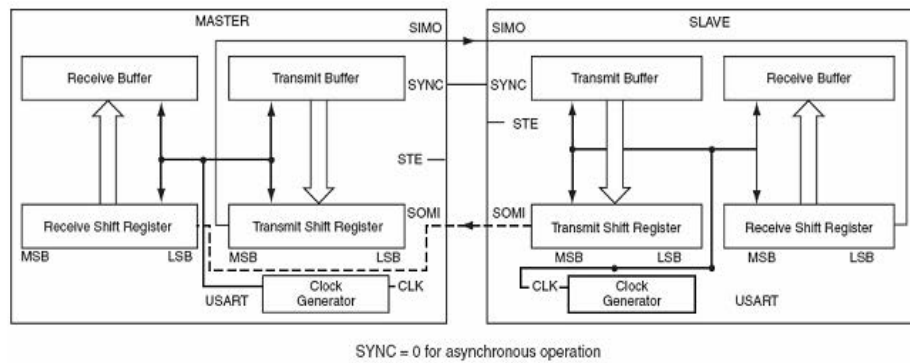 MASTER
SIMO
SIMO
SLAVE
Receive Buffer
Transmit Buffer
SYNC
SYNC
Transmit Buffer
Receive Buffer
STE
STE
SOMI
SOMI
Receive Shift Register
Transmit Shift Register
Transmit Shift Register
Receive Shift Register
MSB LSB
MSB LSB
MSB LSB
MSB LSB
USART
Clock
Generator
CLK
CLK
Clock
Generator
USART
SYNC = 0 for asynchronous operation